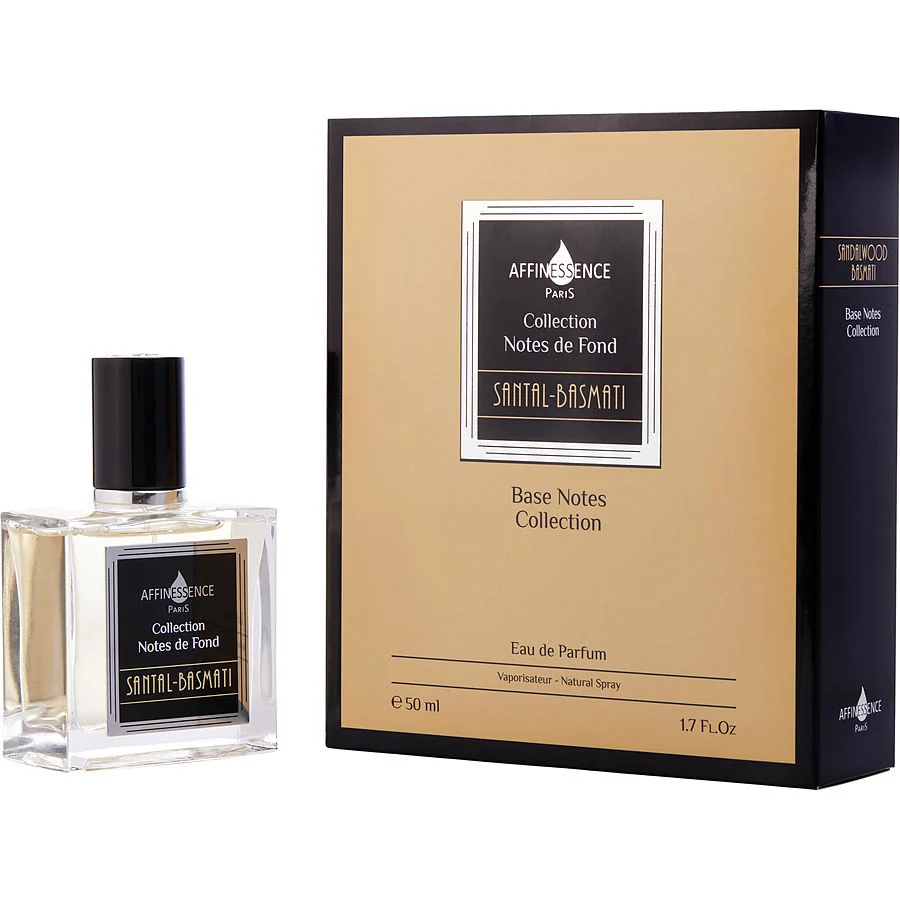 AFFINESSENCE
PARIS
Collection
Notes de Fond
SANTAL-BASMATI
AFFINESSENCE
PARIS
Collection
Notes de Fond
SANTAL-BASMATI
Base Notes
Collection
Eau de Parfum
Vaporisateur - Natural Spray
℮ 50 ml
1.7 FL.OZ
SANDALWOOD
BASMATI
Base Notes
Collection
AFFINESSENCE
PARIS